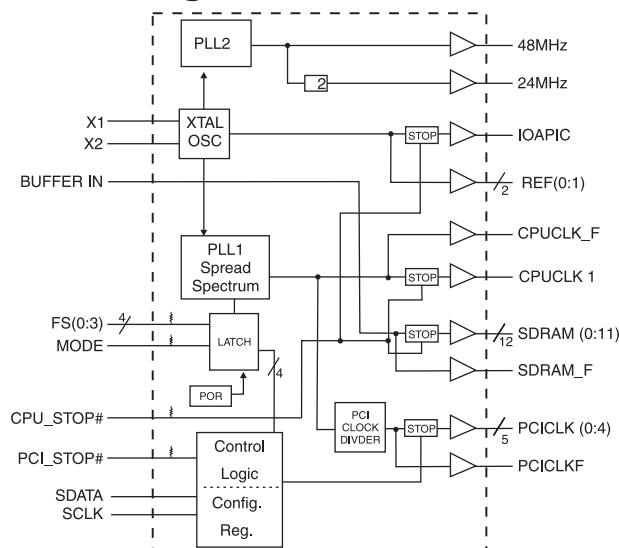 PLL2
48MHz
2
24MHz
X1
X2
XTAL
OSC
STOP
IOAPIC
BUFFER IN
2
REF(0:1)
CPUCLK_F
PLL1
Spread
Spectrum
STOP
CPUCLK 1
FS(0:3)
4
MODE
LATCH
STOP
12
SDRAM (0:11)
4
SDRAM_F
POR
CPU_STOP#
PCI
CLOCK
DIVDER
STOP
5
PCICLK (0:4)
PCI_STOP#
Control
Logic
PCICLKF
SDATA
SCLK
Config.
Reg.